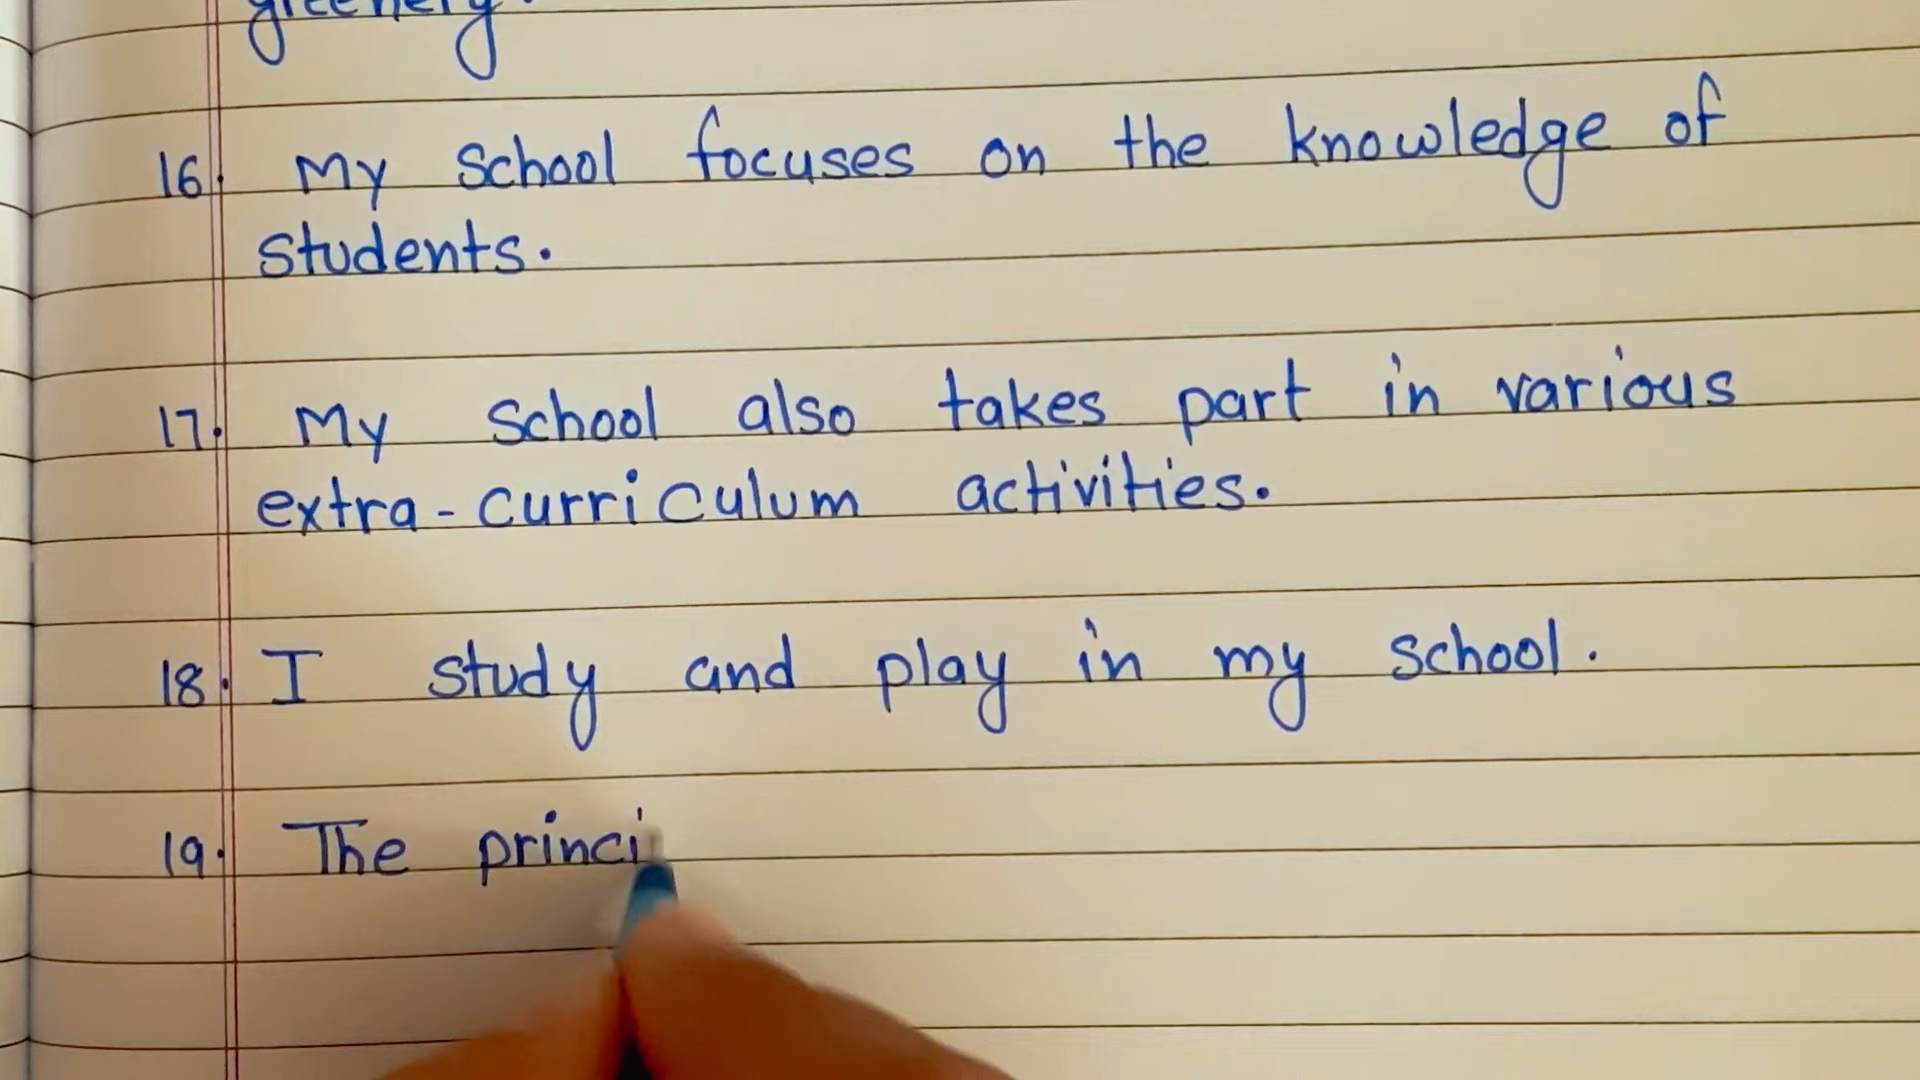 greenery.
16. My School focuses on the knowledge of
students.
17. My School also takes part in various
extra-curriculum activities.
18. I study and play in my school.
19. The princi